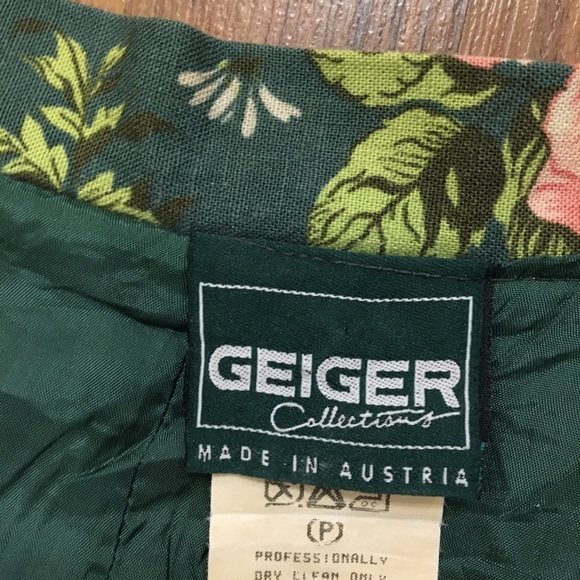 GEIGER
Collections
MADE IN AUSTRIA
(P)
PROFESSIONALLY
DRY CLEAN ONLY